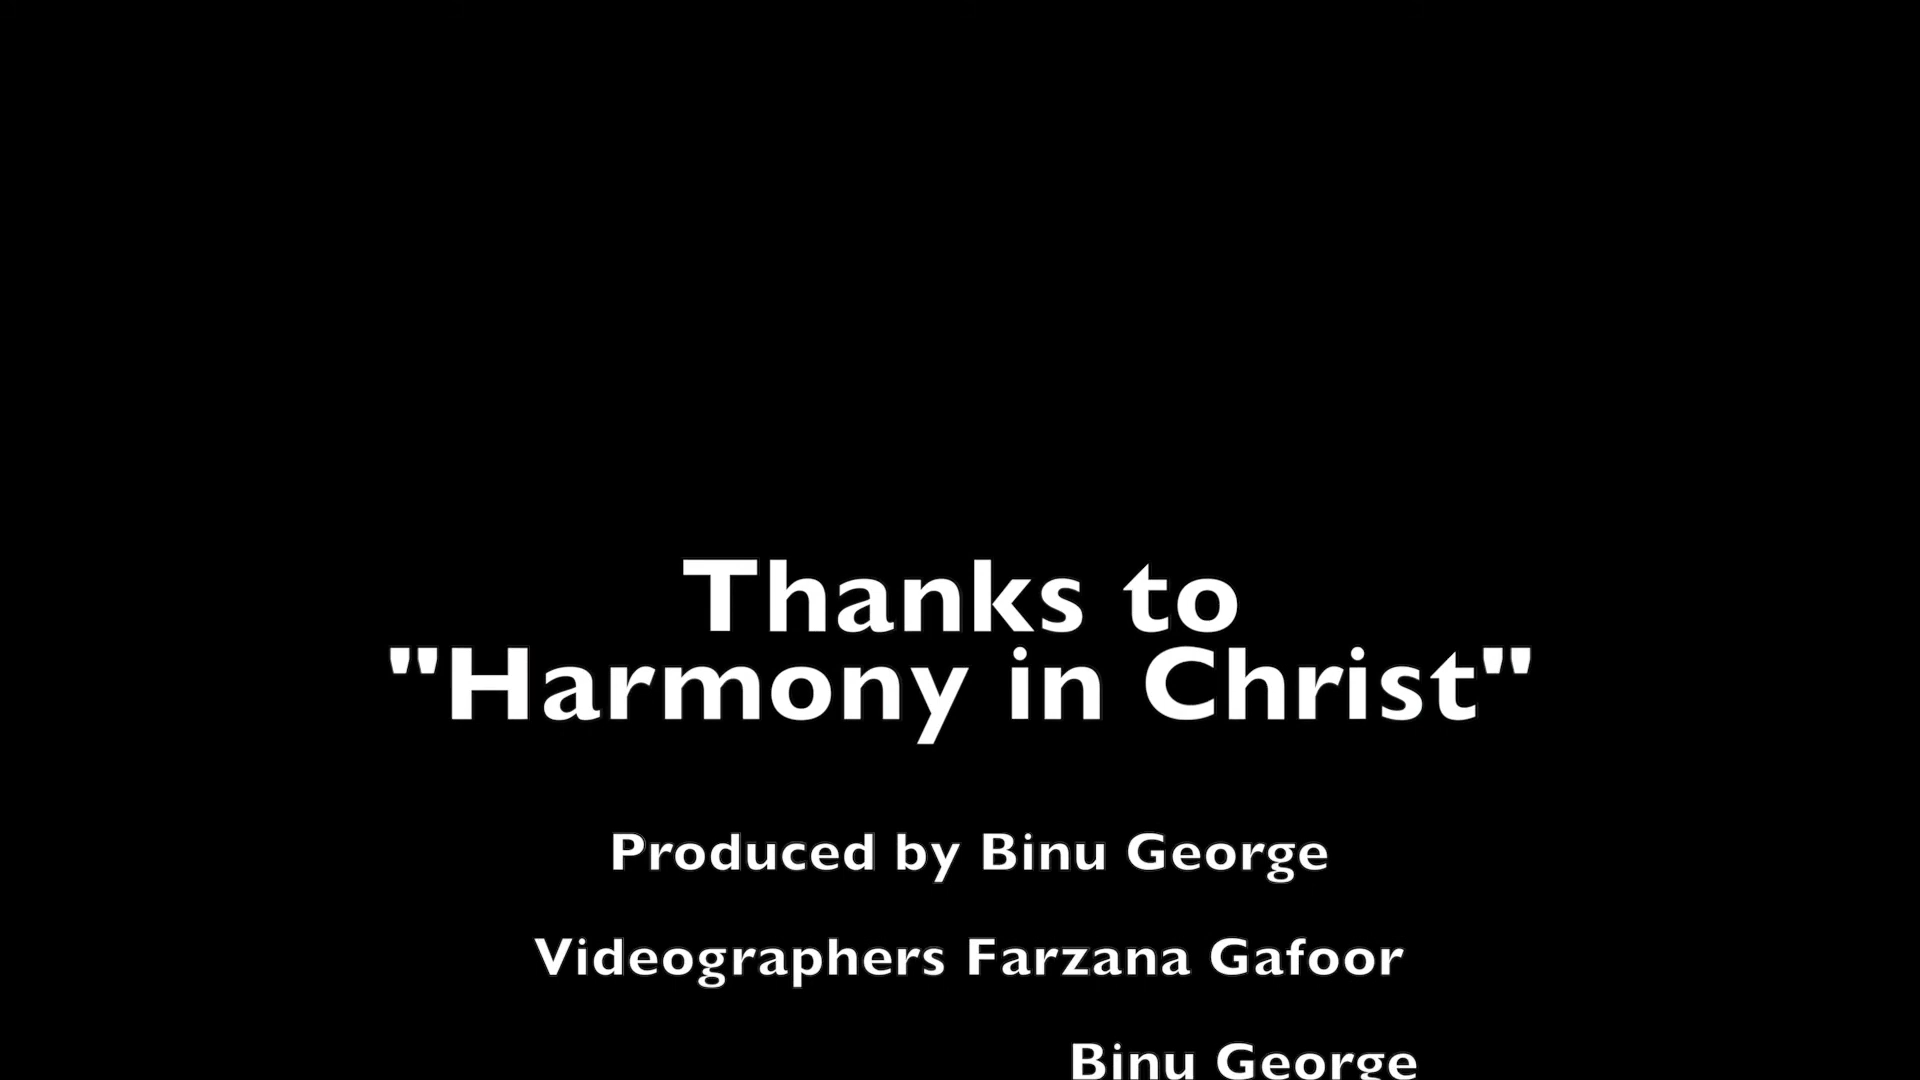 Thanks to
"Harmony in Christ"
Produced by Binu George
Videographers Farzana Gafoor
Binu George